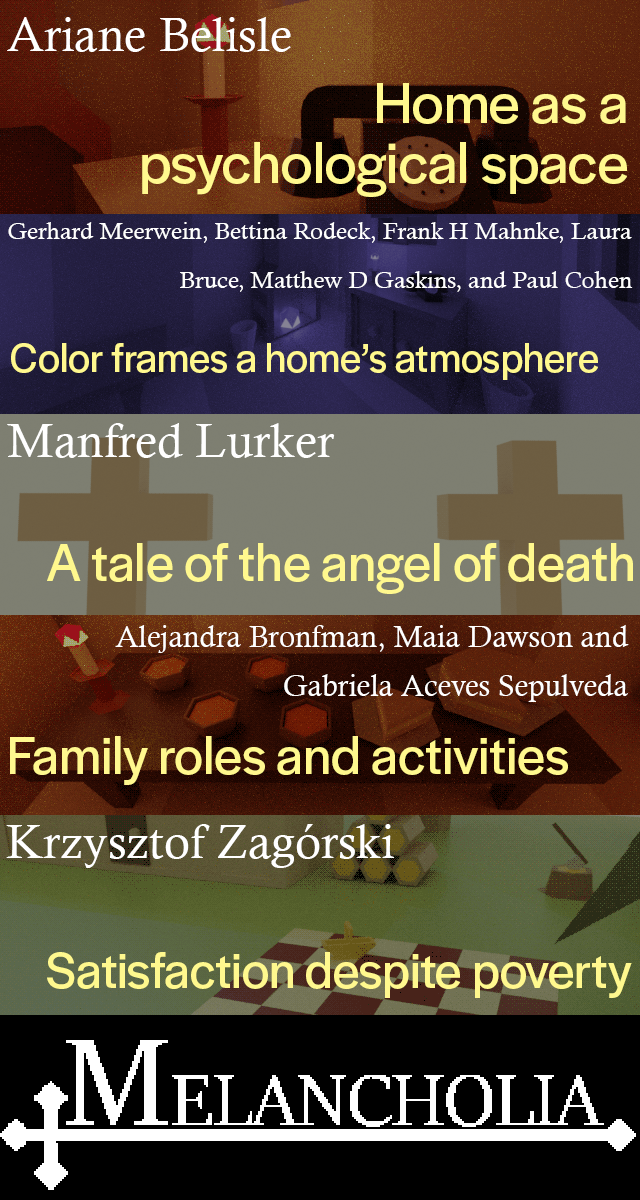 Ariane Belisle
Home as a
psychological space
Gerhard Meerwein, Bettina Rodeck, Frank H Mahnke, Laura
Bruce, Matthew D Gaskins, and Paul Cohen
Color frames a home’s atmosphere
Manfred Lurker
A tale of the angel of death
Alejandra Bronfman, Maia Dawson and
Gabriela Aceves Sepulveda
Family roles and activities
Krzysztof Zagórski
Satisfaction despite poverty
MELANCHOLIA